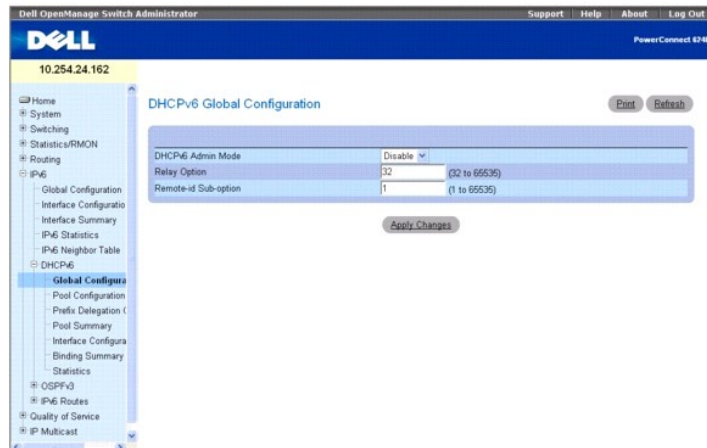 Dell OpenManage Switch Administrator
Support Help About Log Out
DELL
PowerConnect 624
10.254.24.162
Home
System
Switching
Statistics/RMON
Routing
IPv6
Global Configuration
Interface Configuratio
Interface Summary
IPv6 Statistics
IPv6 Neighbor Table
DHCPv6
Global Configura
Pool Configuration
Prefix Delegation C
Pool Summary
Interface Configura
Binding Summary
Statistics
OSPFv3
IPv6 Routes
Quality of Service
IP Multicast
DHCPv6 Global Configuration
Print Refresh
DHCPv6 Admin Mode Disable
Relay Option 32 (32 to 65535)
Remote-id Sub-option 1 (1 to 65535)
Apply Changes